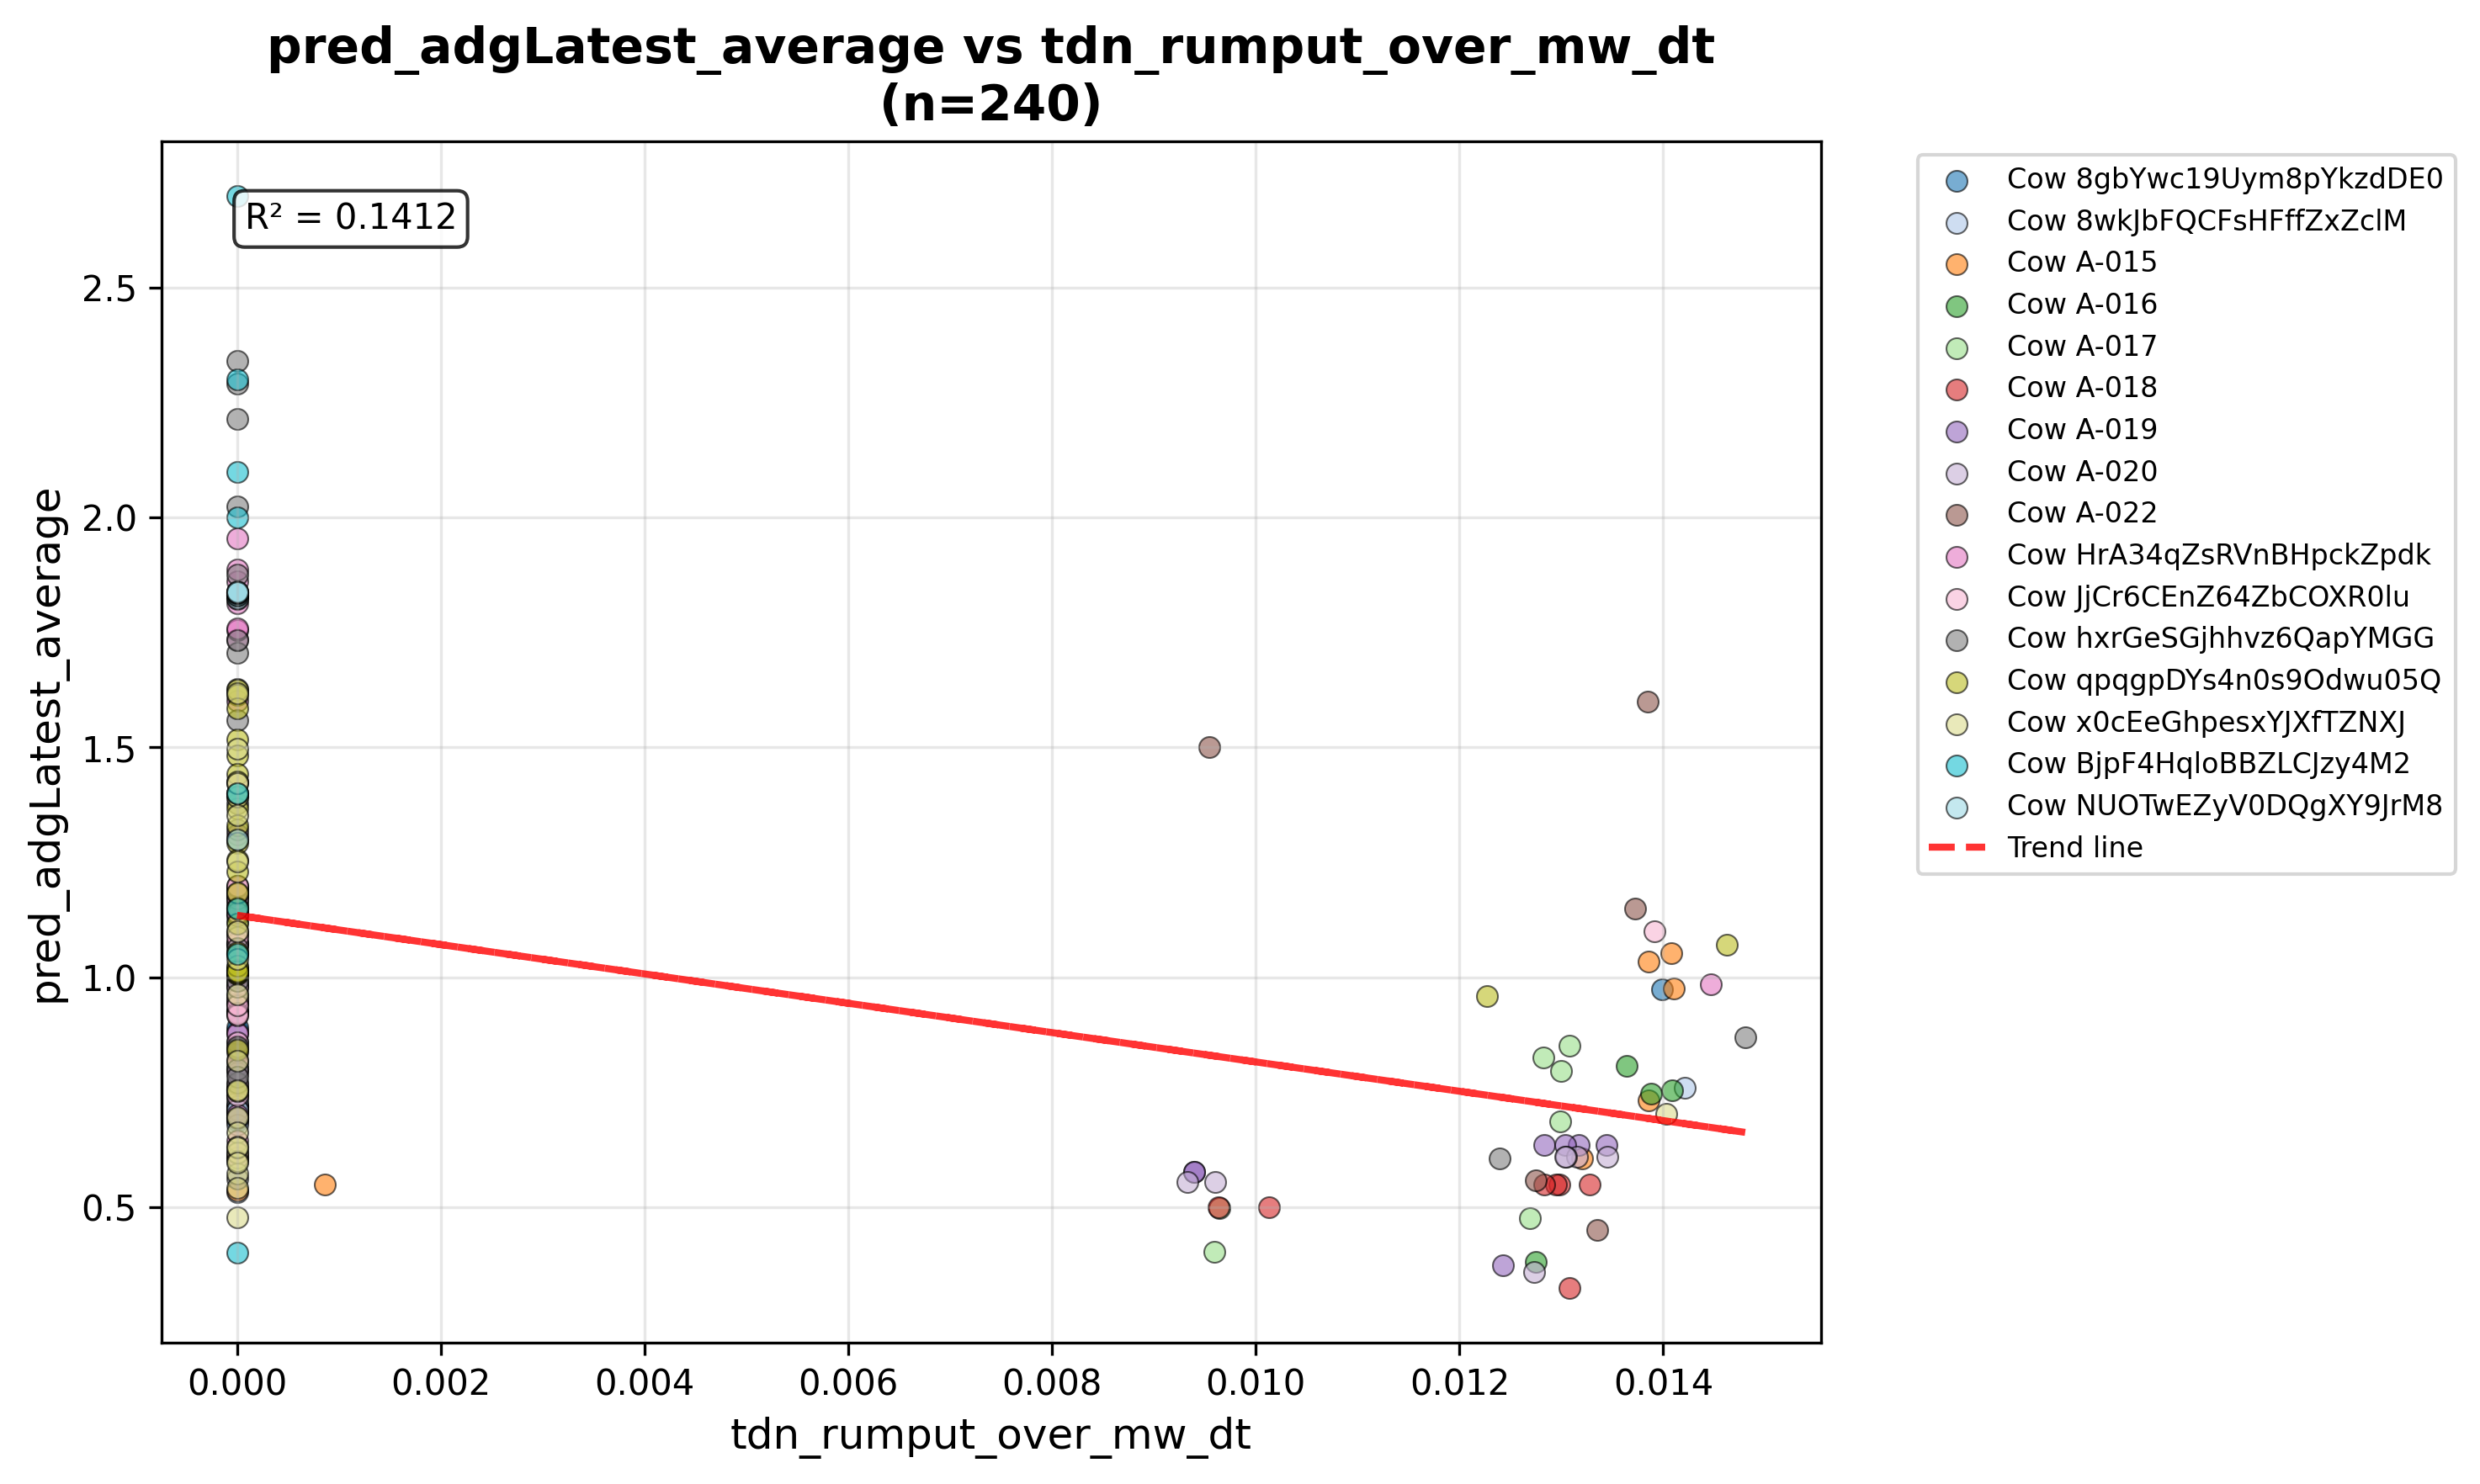 pred_adgLatest_average vs tdn_rumput_over_mw_dt
(n=240)
R² = 0.1412
pred_adgLatest_average
2.5
2.0
1.5
1.0
0.5
0.000
0.002
0.004
0.006
0.008
0.010
0.012
0.014
tdn_rumput_over_mw_dt
Cow 8gbYwc19Uym8pYkzdDE0
Cow 8wkJbFQCFsHFffZxZclM
Cow A-015
Cow A-016
Cow A-017
Cow A-018
Cow A-019
Cow A-020
Cow A-022
Cow HrA34qZsRVnBHpckZpdk
Cow JjCr6CEnZ64ZbCOXR0lu
Cow hxrGeSGjhhvz6QapYMGG
Cow qpqgpDYs4n0s9Odwu05Q
Cow x0cEeGhpesxYJXfTZNXJ
Cow BjpF4HqloBBZLCJzy4M2
Cow NUOTwEZyV0DQgXY9JrM8
Trend line